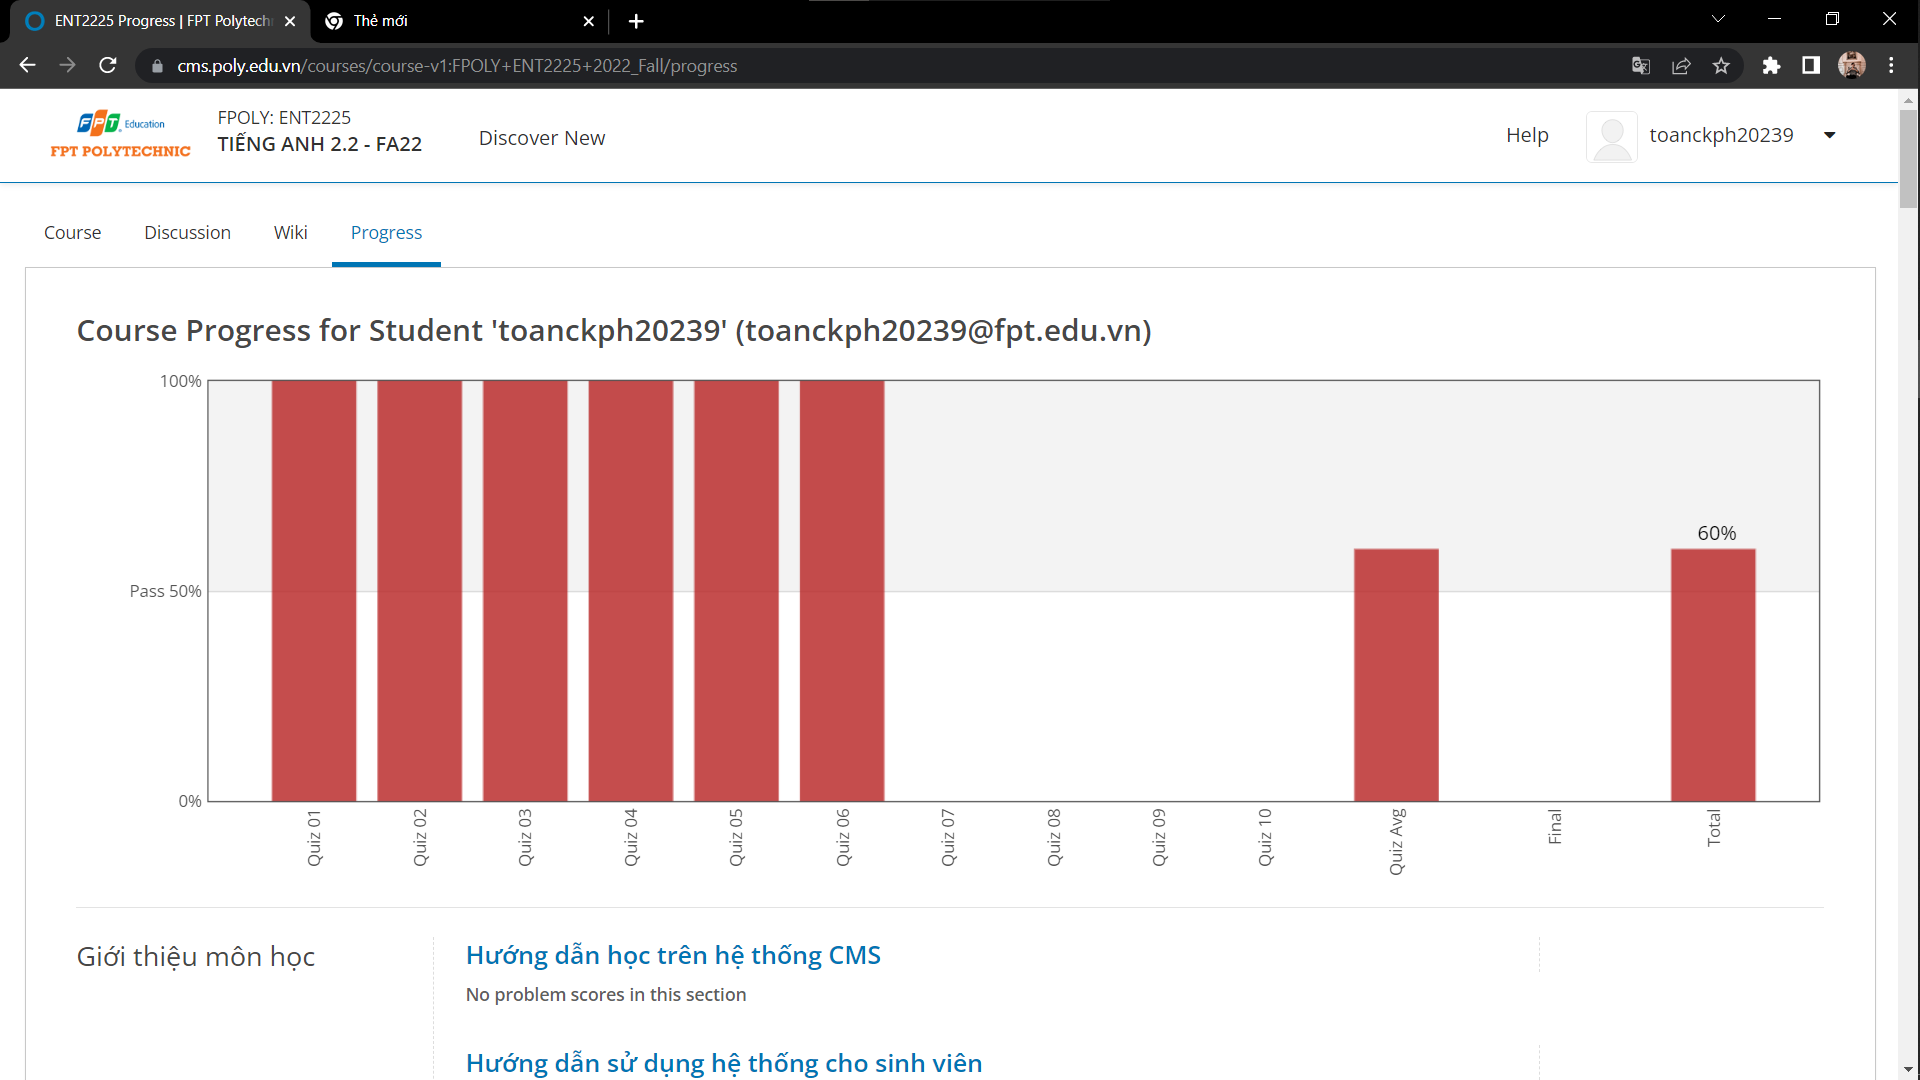 ENT2225 Progress | FPT Polytechn
Thẻ mới
cms.poly.edu.vn/courses/course-v1:FPOLY+ENT2225+2022_Fall/progress
FPT Education
FPT POLYTECHNIC
FPOLY: ENT2225
TIẾNG ANH 2.2 - FA22
Discover New
Help
toanckph20239
Course
Discussion
Wiki
Progress
Course Progress for Student 'toanckph20239' (toanckph20239@fpt.edu.vn)
100%
60%
Pass 50%
0%
Quiz 01
Quiz 02
Quiz 03
Quiz 04
Quiz 05
Quiz 06
Quiz 07
Quiz 08
Quiz 09
Quiz 10
Quiz Avg
Final
Total
Giới thiệu môn học
Hướng dẫn học trên hệ thống CMS
No problem scores in this section
Hướng dẫn sử dụng hệ thống cho sinh viên